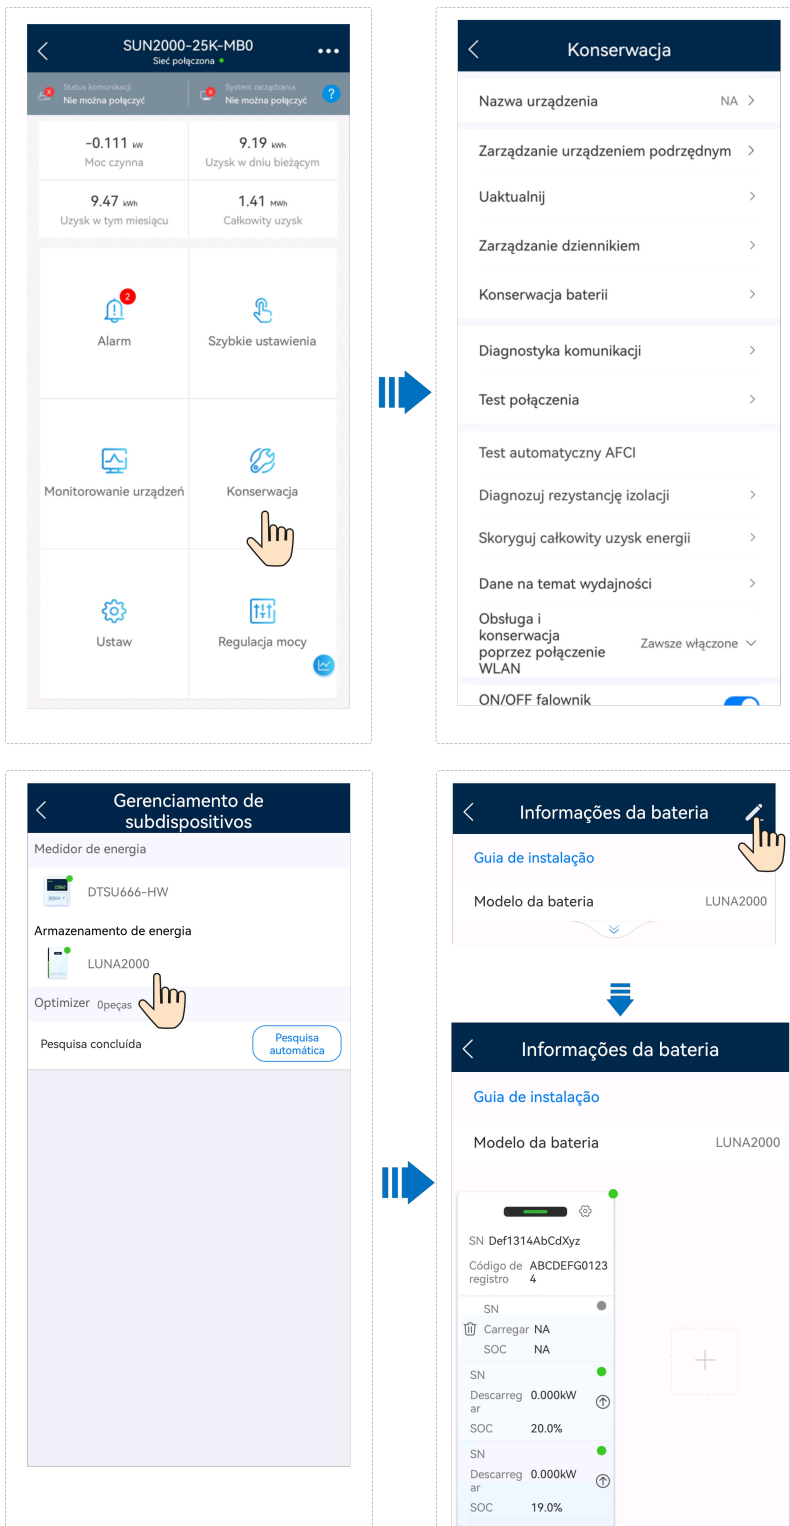 SUN2000-25K-MB0
Sieć połączona
Status komunikacji
Nie można połączyć
System zarządzania
Nie można połączyć
?
-0.111 kW
Moc czynna
9.19 kWh
Uzysk w dniu bieżącym
9.47 kWh
Uzysk w tym miesiącu
1.41 MWh
Całkowity uzysk
2
Alarm
Szybkie ustawienia
Monitorowanie urządzeń
Konserwacja
Ustaw
Regulacja mocy
Konserwacja
Nazwa urządzenia NA
Zarządzanie urządzeniem podrzędnym
Uaktualnij
Zarządzanie dziennikiem
Konserwacja baterii
Diagnostyka komunikacji
Test połączenia
Test automatyczny AFCI
Diagnozuj rezystancję izolacji
Skoryguj całkowity uzysk energii
Dane na temat wydajności
Obsługa i
konserwacja
poprzez połączenie
WLAN
Zawsze włączone
ON/OFF falownik
Gerenciamento de
subdispositivos
Medidor de energia
DTSU666-HW
Armazenamento de energia
LUNA2000
Optimizer 0peças
Pesquisa concluída
Pesquisa
automática
Informações da bateria
Guia de instalação
Modelo da bateria LUNA2000
Informações da bateria
Guia de instalação
Modelo da bateria LUNA2000
SN Def1314AbCdXyz
Código de ABCDEFG0123
registro 4
SN
Carregar NA
SOC NA
SN
Descarreg 0.000kW
ar
SOC 20.0%
SN
Descarreg 0.000kW
ar
SOC 19.0%